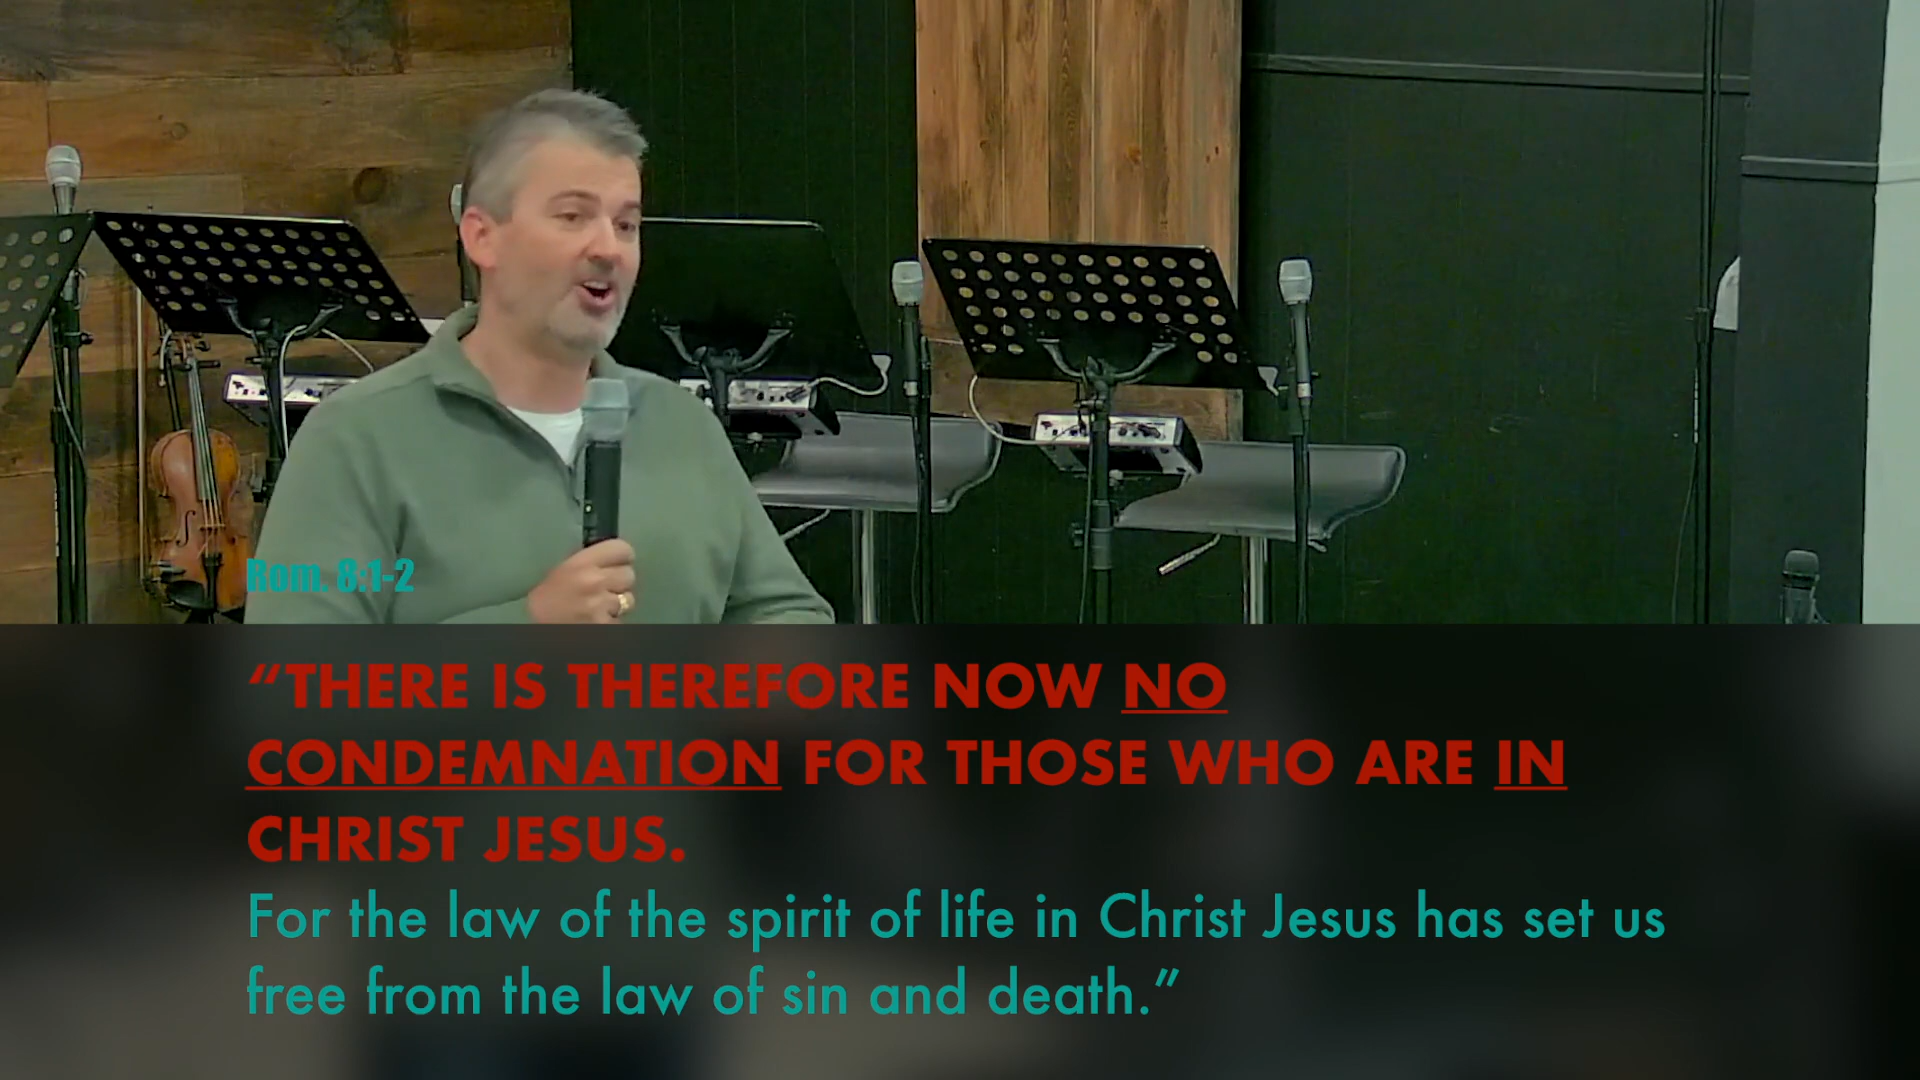 Rom. 8:1-2
“THERE IS THEREFORE NOW NO
CONDEMNATION FOR THOSE WHO ARE IN
CHRIST JESUS.
For the law of the spirit of life in Christ Jesus has set us
free from the law of sin and death.”